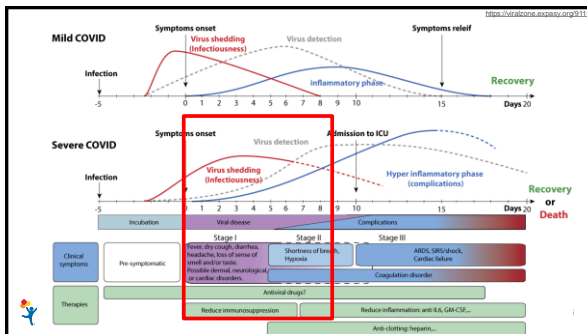 https://viralzone.expasy.org/911
Mild COVID
Symptoms onset
Virus shedding
(Infectiousness)
Virus detection
Symptoms releif
Infection
inflammatory phase
Recovery
-5 0 1 2 3 4 5 6 7 8 9 10 15 Days 20
Severe COVID
Symptoms onset
Virus detection
Admission to ICU
Virus shedding
(Infectiousness)
Infection
Hyper inflammatory phase
(complications)
Recovery
or
Death
-5 0 1 2 3 4 5 6 7 8 9 10 15 Days 20
Incubation
Viral disease
Complications
Stage I
Stage II
Stage III
Clinical
symptoms
Pre-symptomatic
Fever, dry cough, diarrhea,
headache, loss of sense of
smell and/or taste.
Possible dermal, neurological,
or cardiac disorders.
Shortness of breath,
Hypoxia
ARDS, SIRS/shock,
Cardiac failure
Coagulation disorder
Therapies
Antiviral drugs?
Reduce immunosuppression
Reduce inflammation: anti IL6, GM-CSF,...
Anti-clotting: heparin,...